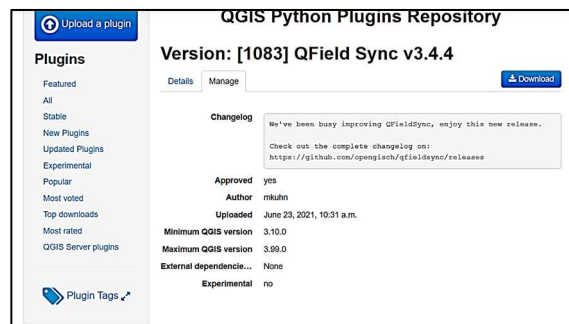 Upload a plugin
QGIS Python Plugins Repository
Plugins
Featured
All
Stable
New Plugins
Updated Plugins
Experimental
Popular
Most voted
Top downloads
Most rated
QGIS Server plugins
Plugin Tags
Version: [1083] QField Sync v3.4.4
Details Manage
Download
Changelog
We've been busy improving QFieldSync, enjoy this new release.
Check out the complete changelog on:
https://github.com/opengisch/qfieldsync/releases
Approved yes
Author mkuhn
Uploaded June 23, 2021, 10:31 a.m.
Minimum QGIS version 3.10.0
Maximum QGIS version 3.99.0
External dependencie... None
Experimental no